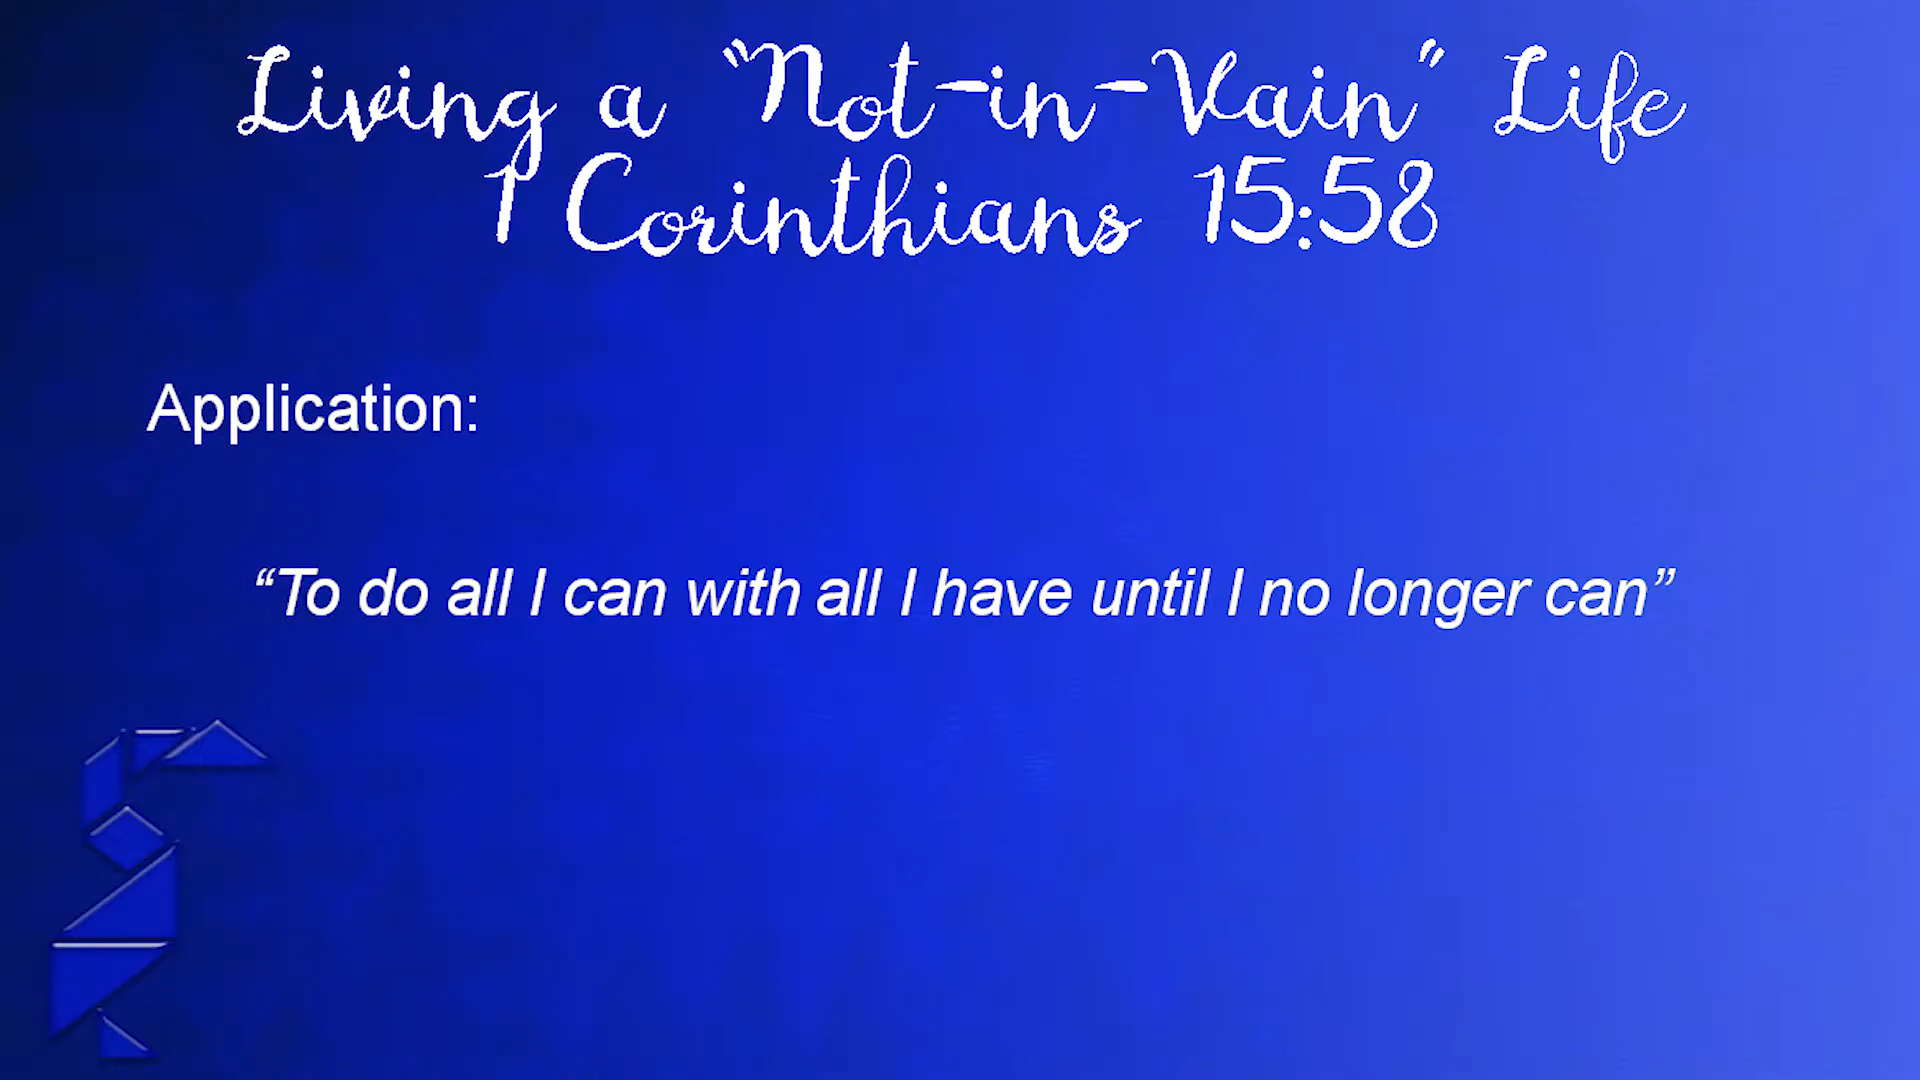 Living a "Not-in-Vain" Life
1 Corinthians 15:58
Application:
“To do all I can with all I have until I no longer can”